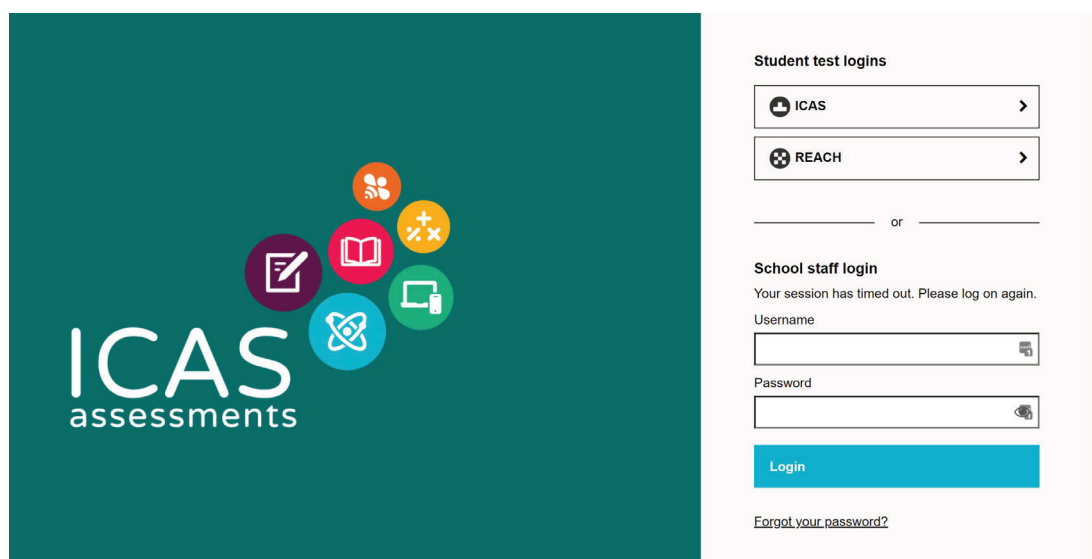 ICAS
assessments
Student test logins
ICAS
REACH
or
School staff login
Your session has timed out. Please log on again.
Username
Password
Login
Forgot your password?